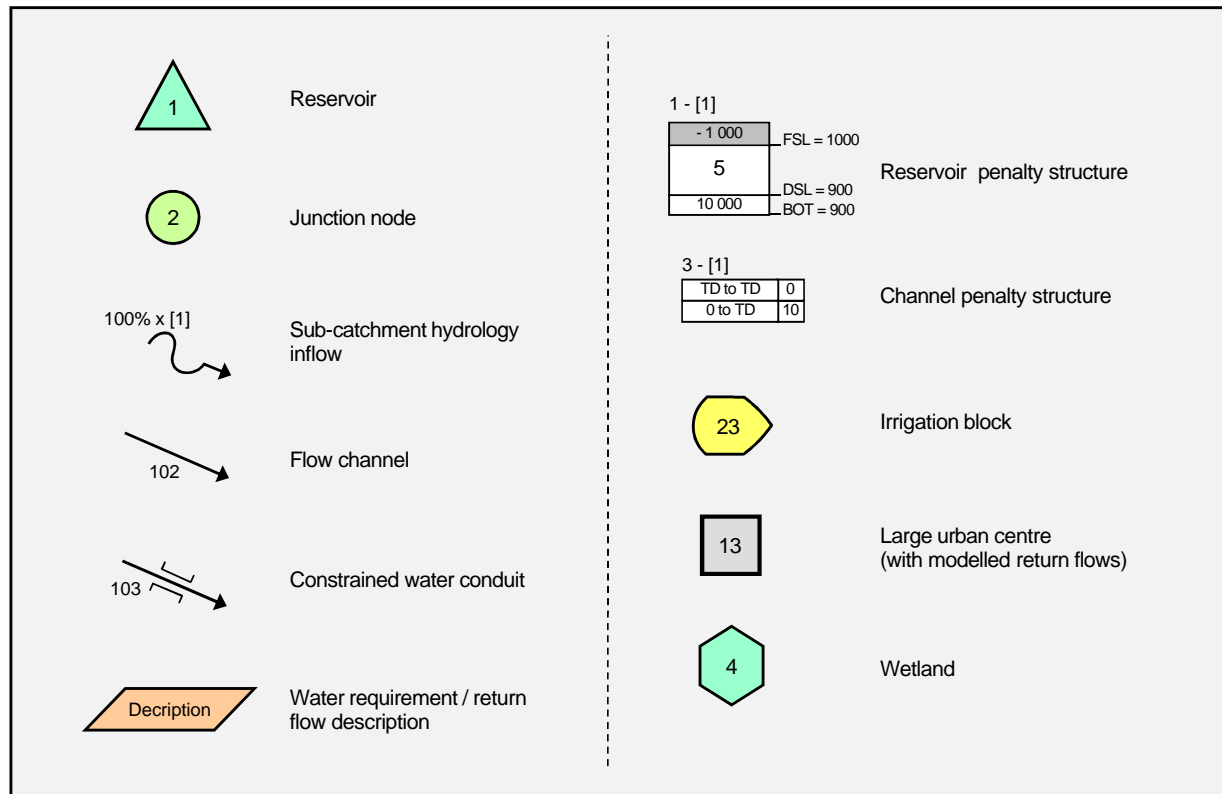 1
Reservoir
2
Junction node
100% x [1]
Sub-catchment hydrology
inflow
102
Flow channel
103
Constrained water conduit
Decription
Water requirement / return
flow description
1 - [1]
- 1 000
FSL = 1000
5
DSL = 900
10 000
BOT = 900
Reservoir penalty structure
3 - [1]
TD to TD 0
0 to TD 10
Channel penalty structure
23
Irrigation block
13
Large urban centre
(with modelled return flows)
4
Wetland